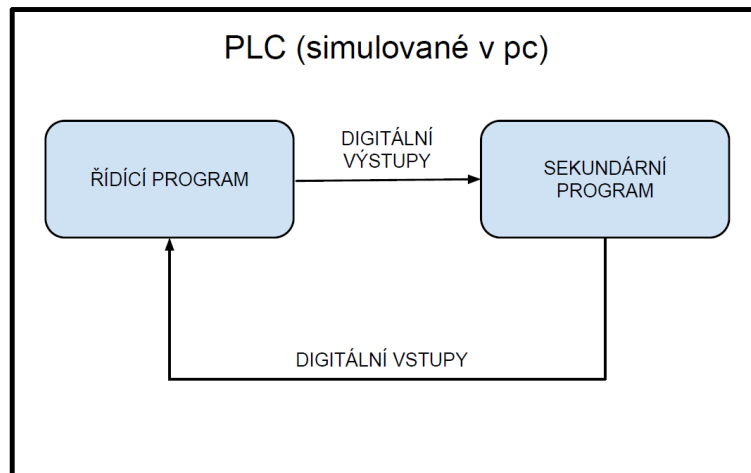 PLC (simulované v pc)
DIGITÁLNÍ
VÝSTUPY
ŘÍDÍCÍ PROGRAM
SEKUNDÁRNÍ
PROGRAM
DIGITÁLNÍ VSTUPY